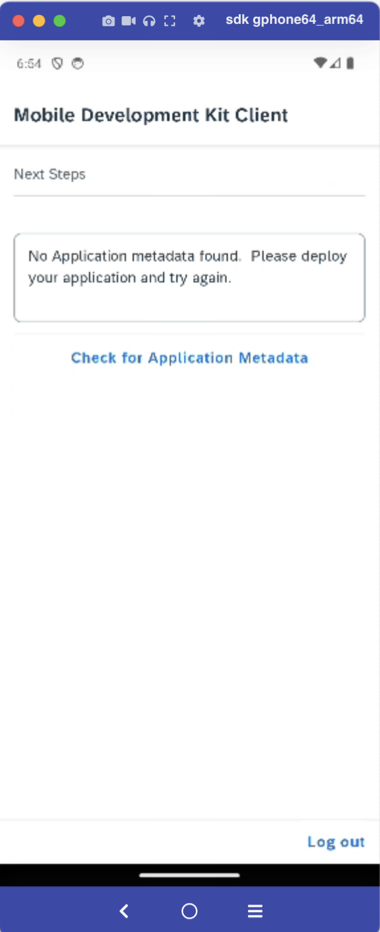 sdk gphone64_arm64
6:54
Mobile Development Kit Client
Next Steps
No Application metadata found.  Please deploy
your application and try again.
Check for Application Metadata
Log out